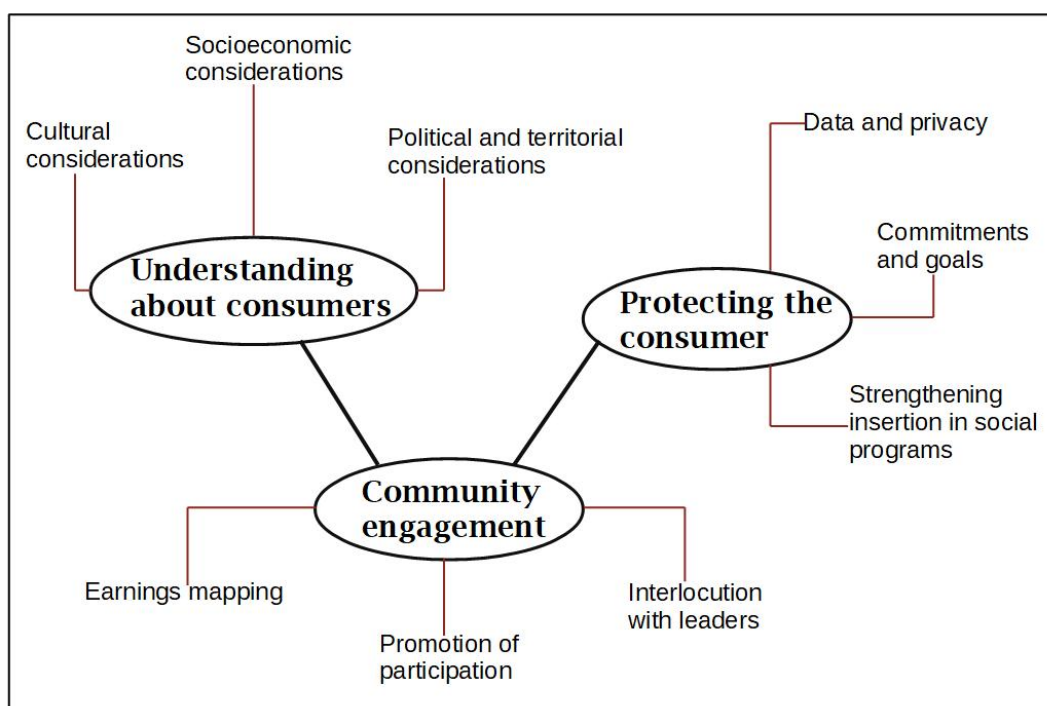 Socioeconomic
considerations
Cultural
considerations
Political and territorial
considerations
Understanding
about consumers
Data and privacy
Commitments
and goals
Protecting the
consumer
Strengthening
insertion in social
programs
Community
engagement
Earnings mapping
Promotion of
participation
Interlocution
with leaders